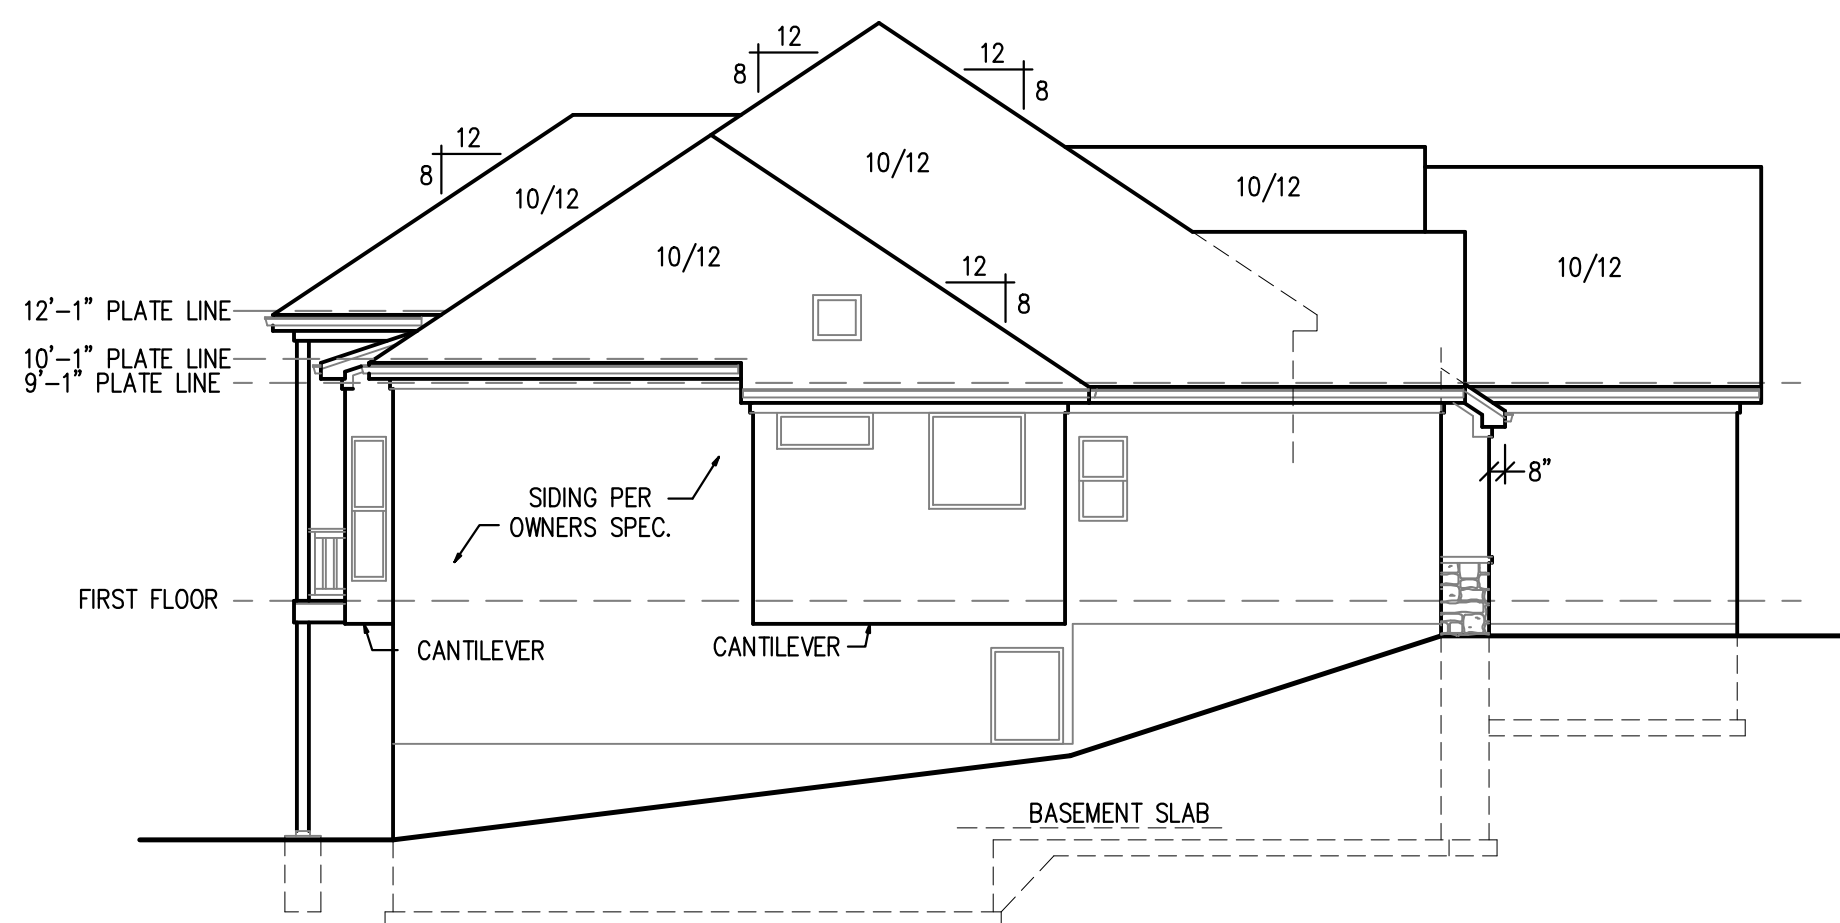 12
8
12
8
12
8
10/12
10/12
10/12
10/12
10/12
12
8
12'-1" PLATE LINE
10'-1" PLATE LINE
9'-1" PLATE LINE
8"
SIDING PER
OWNERS SPEC.
FIRST FLOOR
CANTILEVER
CANTILEVER
BASEMENT SLAB